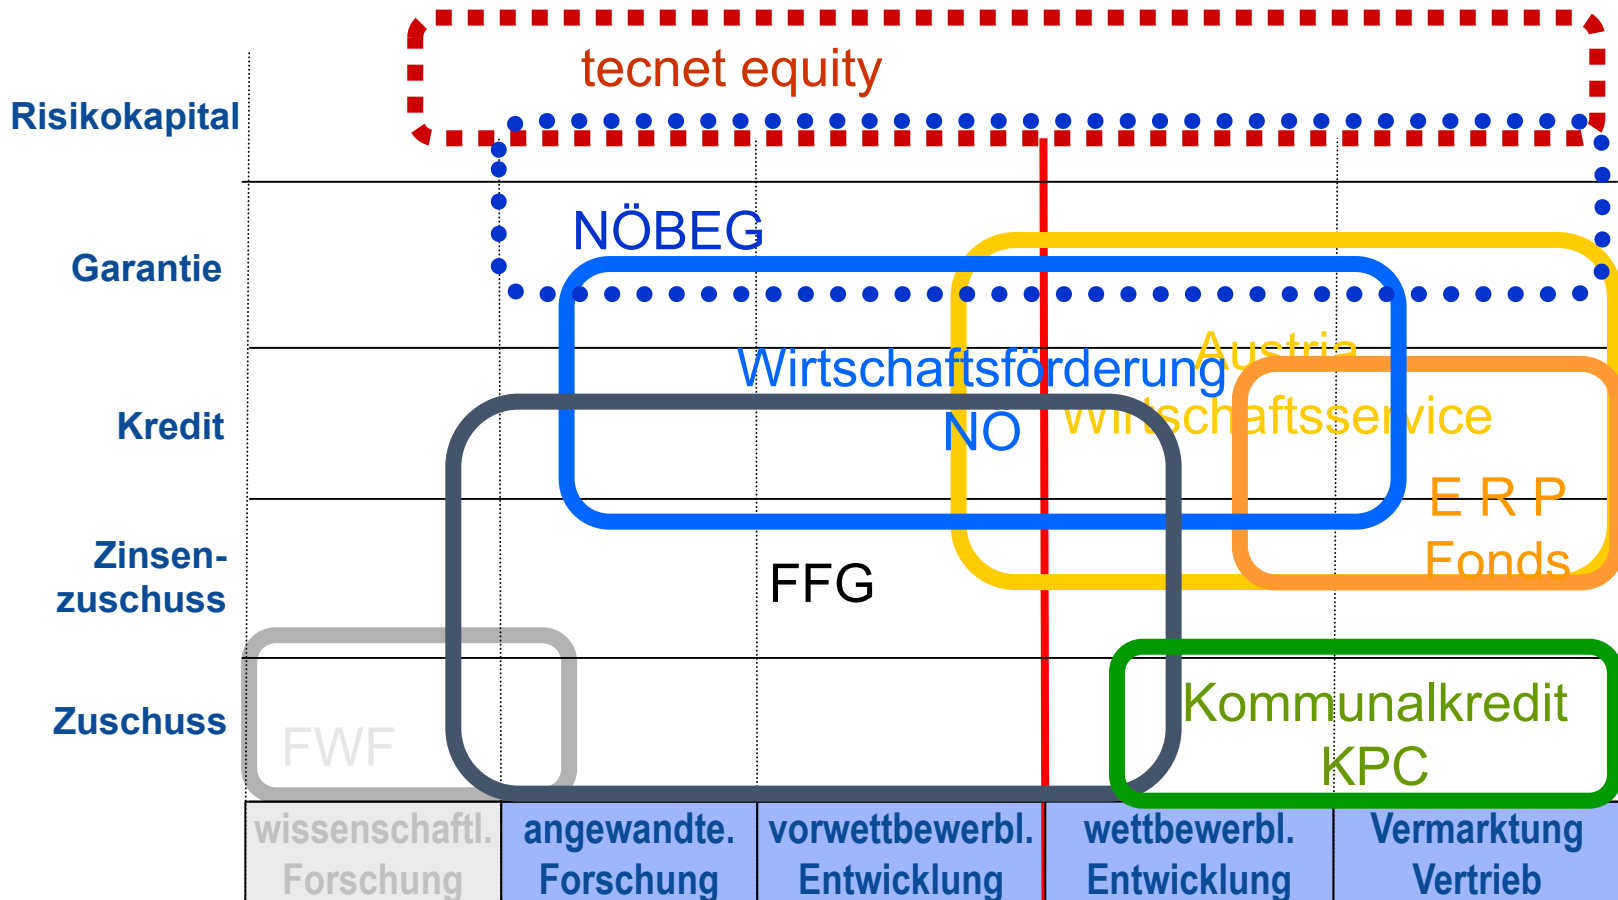 tecnet equity
Risikokapital
NÖBEG
Garantie
Austria
Wirtschaftsservice
Wirtschaftsförderung
NO
Kredit
E R P
Fonds
Zinsen-
zuschuss
FFG
Zuschuss
FWF
Kommunalkredit
KPC
wissenschaftl.
Forschung
angewandte.
Forschung
vorwettbewerbl.
Entwicklung
wettbewerbl.
Entwicklung
Vermarktung
Vertrieb